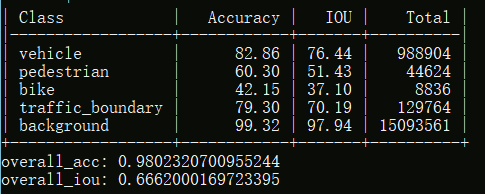 | Class | Accuracy | IOU | Total |
|------------------+----------+-------+----------|
| vehicle | 82.86 | 76.44 | 988904 |
| pedestrian | 60.30 | 51.43 | 44624 |
| bike | 42.15 | 37.10 | 8836 |
| traffic_boundary | 79.30 | 70.19 | 129764 |
| background | 99.32 | 97.94 | 15093561 |
+------------------+----------+-------+----------+
overall_acc: 0.9802320700955244
overall_iou: 0.6662000169723395